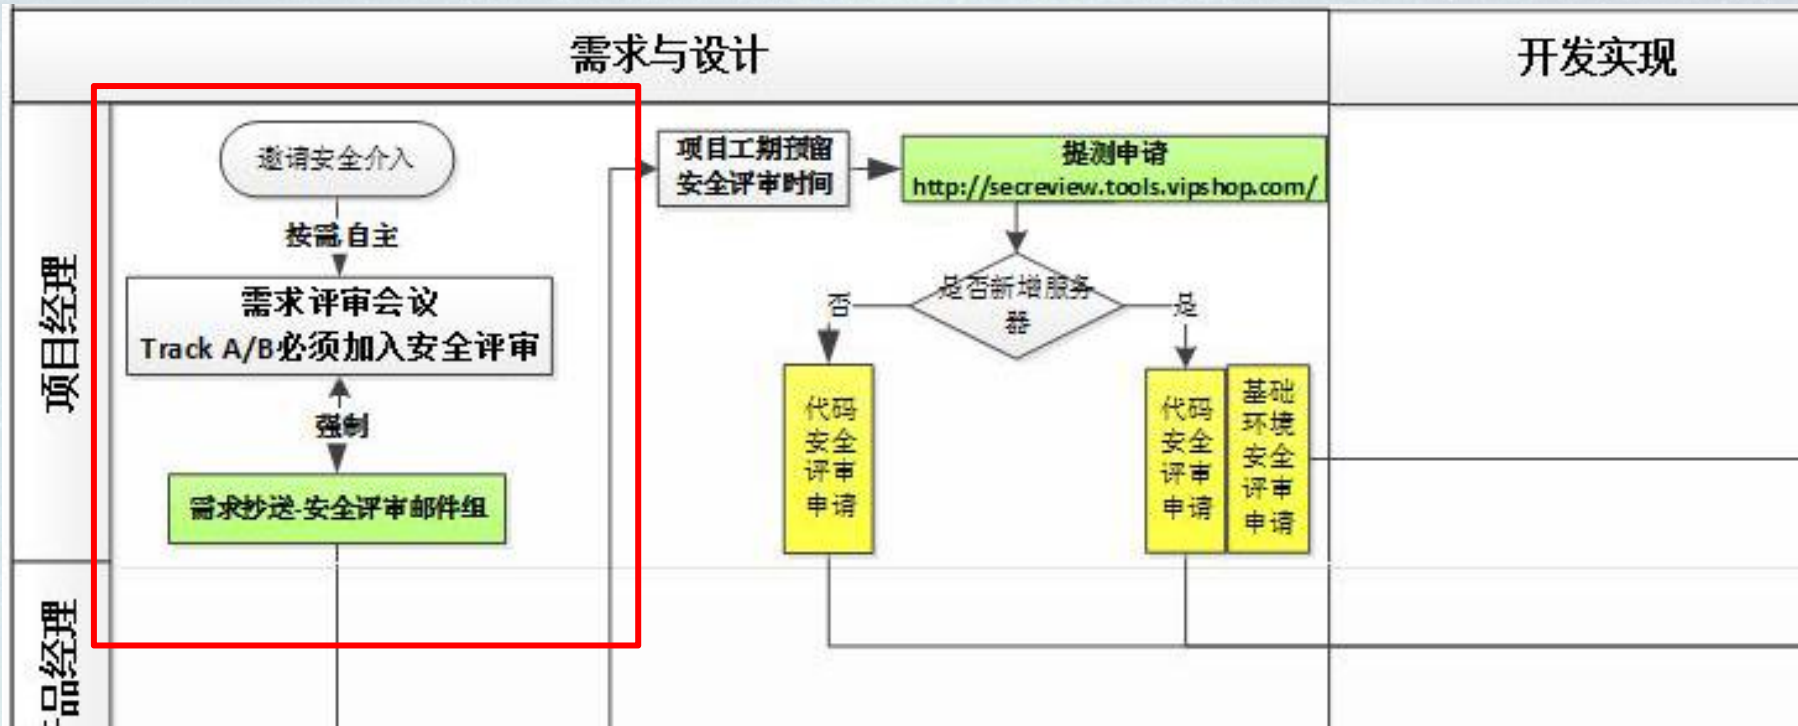 需求与设计
开发实现
项目经理
邀请安全介入
按需,自主
需求评审会议
Track A/B必须加入安全评审
强制
需求抄送-安全评审邮件组
项目工期预留
安全评审时间
提测申请
http://secreview.tools.vipshop.com/
是否新增服务
器
否
是
代码
安全
评审
申请
代码
安全
评审
申请
基础
环境
安全
评审
申请
品经理